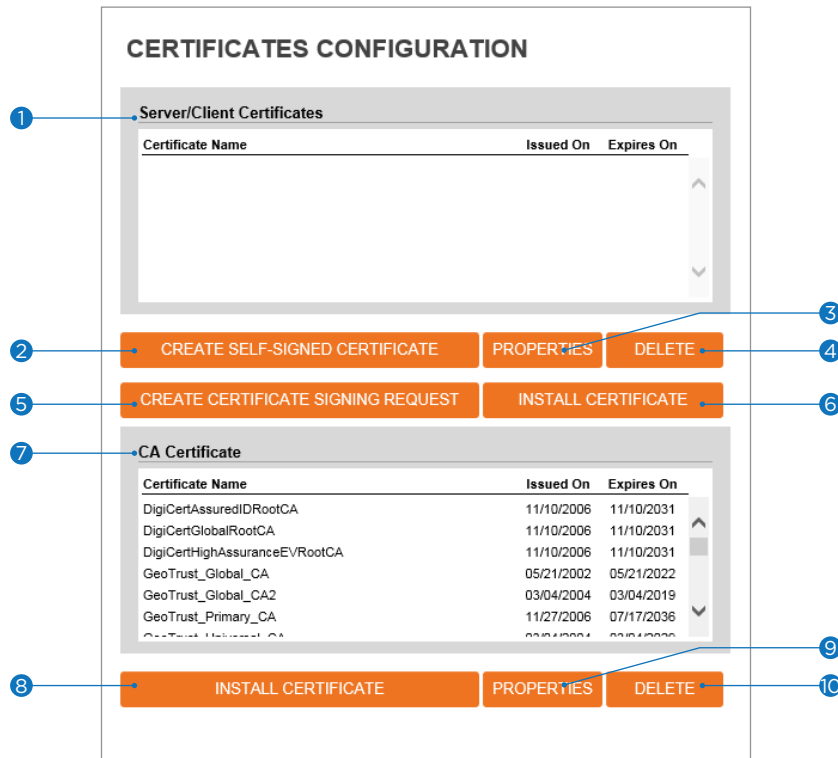 CERTIFICATES CONFIGURATION
1 Server/Client Certificates
Certificate Name Issued On Expires On
3
2 CREATE SELF-SIGNED CERTIFICATE PROPERTIES DELETE 4
5 CREATE CERTIFICATE SIGNING REQUEST INSTALL CERTIFICATE 6
7 CA Certificate
Certificate Name Issued On Expires On
DigiCertAssuredIDRootCA 11/10/2006 11/10/2031
DigiCertGlobalRootCA 11/10/2006 11/10/2031
DigiCertHighAssuranceEVRootCA 11/10/2006 11/10/2031
GeoTrust_Global_CA 05/21/2002 05/21/2022
GeoTrust_Global_CA2 03/04/2004 03/04/2019
GeoTrust_Primary_CA 11/27/2006 07/17/2036
9
8 INSTALL CERTIFICATE PROPERTIES DELETE 10